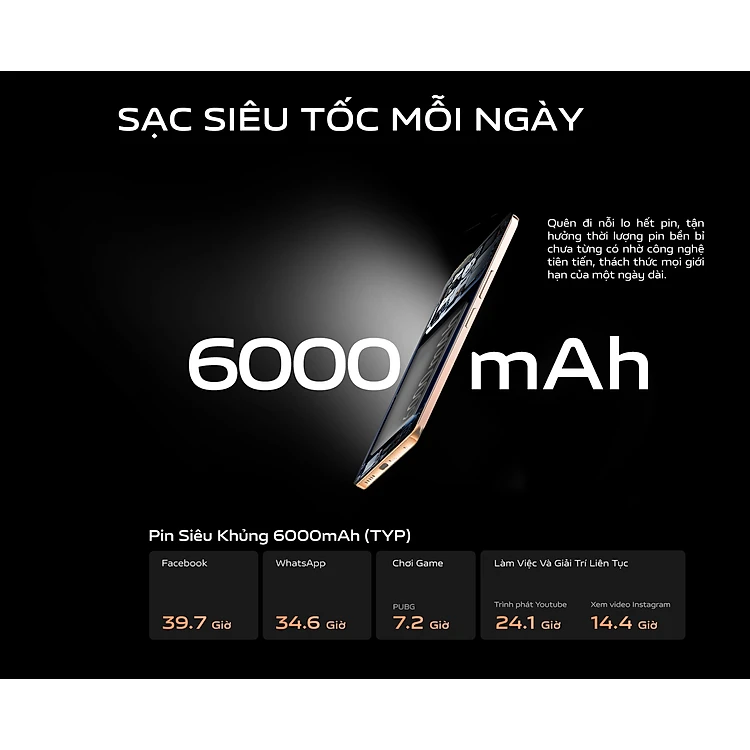 SẠC SIÊU TỐC MỖI NGÀY
Quên đi nỗi lo hết pin, tận
hưởng thời lượng pin bền bỉ
chưa từng có nhờ công nghệ
tiên tiến, thách thức mọi giới
hạn của một ngày dài.
6000 mAh
Pin Siêu Khủng 6000mAh (TYP)
Facebook
39.7 Giờ
WhatsApp
34.6 Giờ
Chơi Game
PUBG
7.2 Giờ
Làm Việc Và Giải Trí Liên Tục
Trình phát Youtube
24.1 Giờ
Xem video Instagram
14.4 Giờ